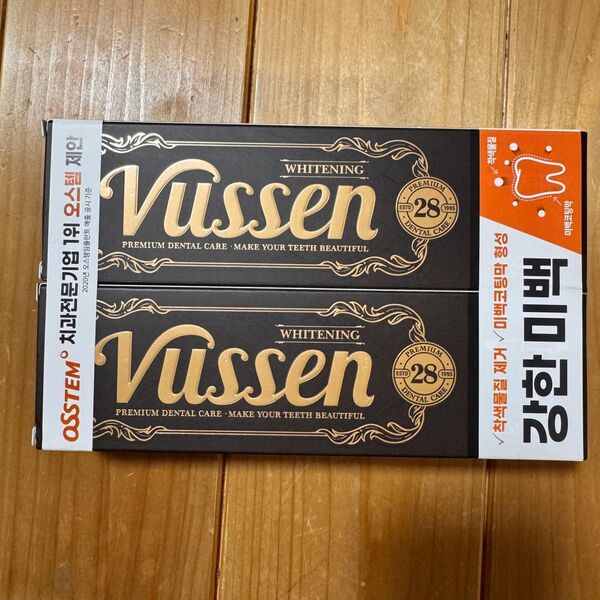 OSSTEM 치과전문기업 1위 오스템 제안
2020년 오스템임플란트 매출 공시 기준
WHITENING
Vussen
PREMIUM DENTAL CARE · MAKE YOUR TEETH BEAUTIFUL
PREMIUM
ESTD 28 1995
DENTAL CARE
WHITENING
Vussen
PREMIUM DENTAL CARE · MAKE YOUR TEETH BEAUTIFUL
PREMIUM
ESTD 28 1995
DENTAL CARE
착색물질
미백코팅막
✓착색물질 제거 ✓미백코팅막 형성
강한 미백